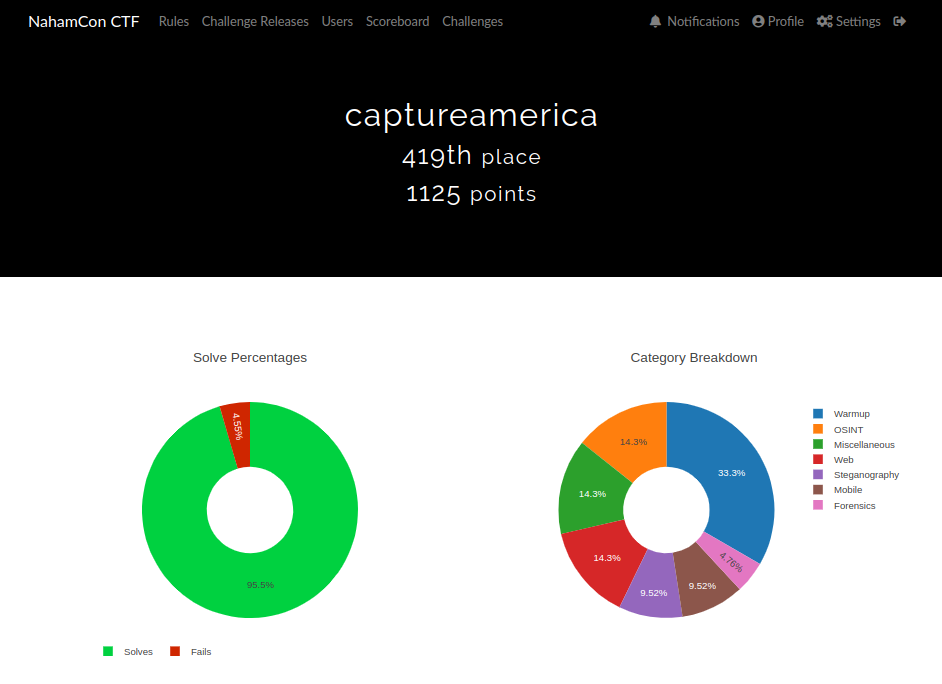 NahamCon CTF Rules Challenge Releases Users Scoreboard Challenges Notifications Profile Settings
captureamerica
419th place
1125 points
Solve Percentages
4.55%
95.5%
Solves Fails
Category Breakdown
33.3%
14.3%
14.3%
14.3%
9.52%
9.52%
4.76%
Warmup
OSINT
Miscellaneous
Web
Steganography
Mobile
Forensics